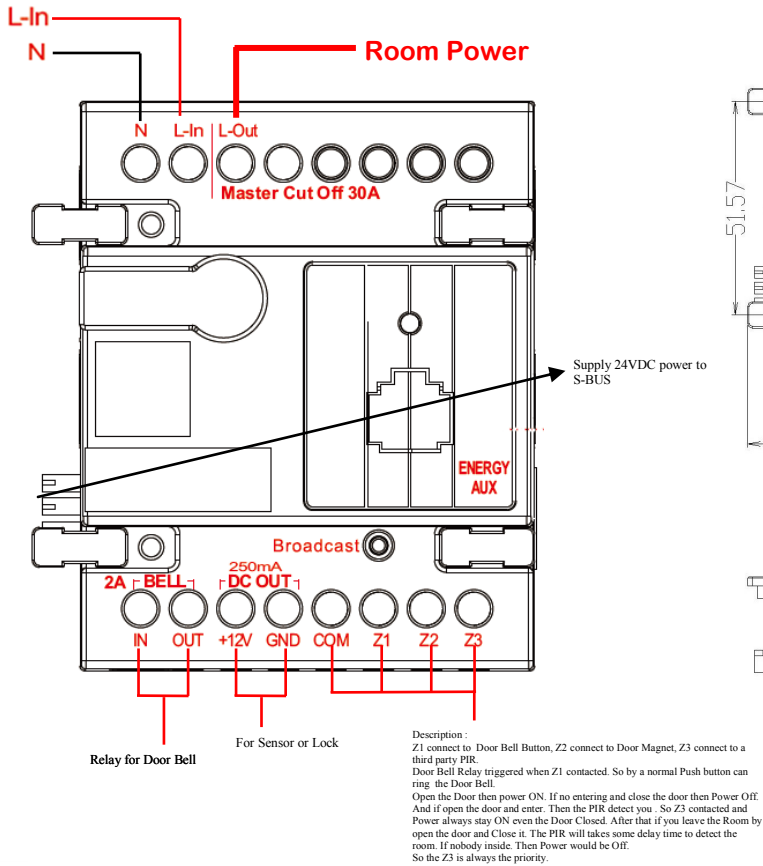 L-In
N
Room Power
N L-In L-Out
Master Cut Off 30A
51.57
Supply 24VDC power to
S-BUS
ENERGY
AUX
Broadcast
250mA
2A BELL DC OUT
IN OUT +12V GND COM Z1 Z2 Z3
Relay for Door Bell
For Sensor or Lock
Description :
Z1 connect to Door Bell Button, Z2 connect to Door Magnet, Z3 connect to a
third party PIR.
Door Bell Relay triggered when Z1 contacted. So by a normal Push button can
ring the Door Bell.
Open the Door then power ON. If no entering and close the door then Power Off.
And if open the door and enter. Then the PIR detect you . So Z3 contacted and
Power always stay ON even the Door Closed. After that if you leave the Room by
open the door and Close it. The PIR will takes some delay time to detect the
room. If nobody inside. Then Power would be Off.
So the Z3 is always the priority.